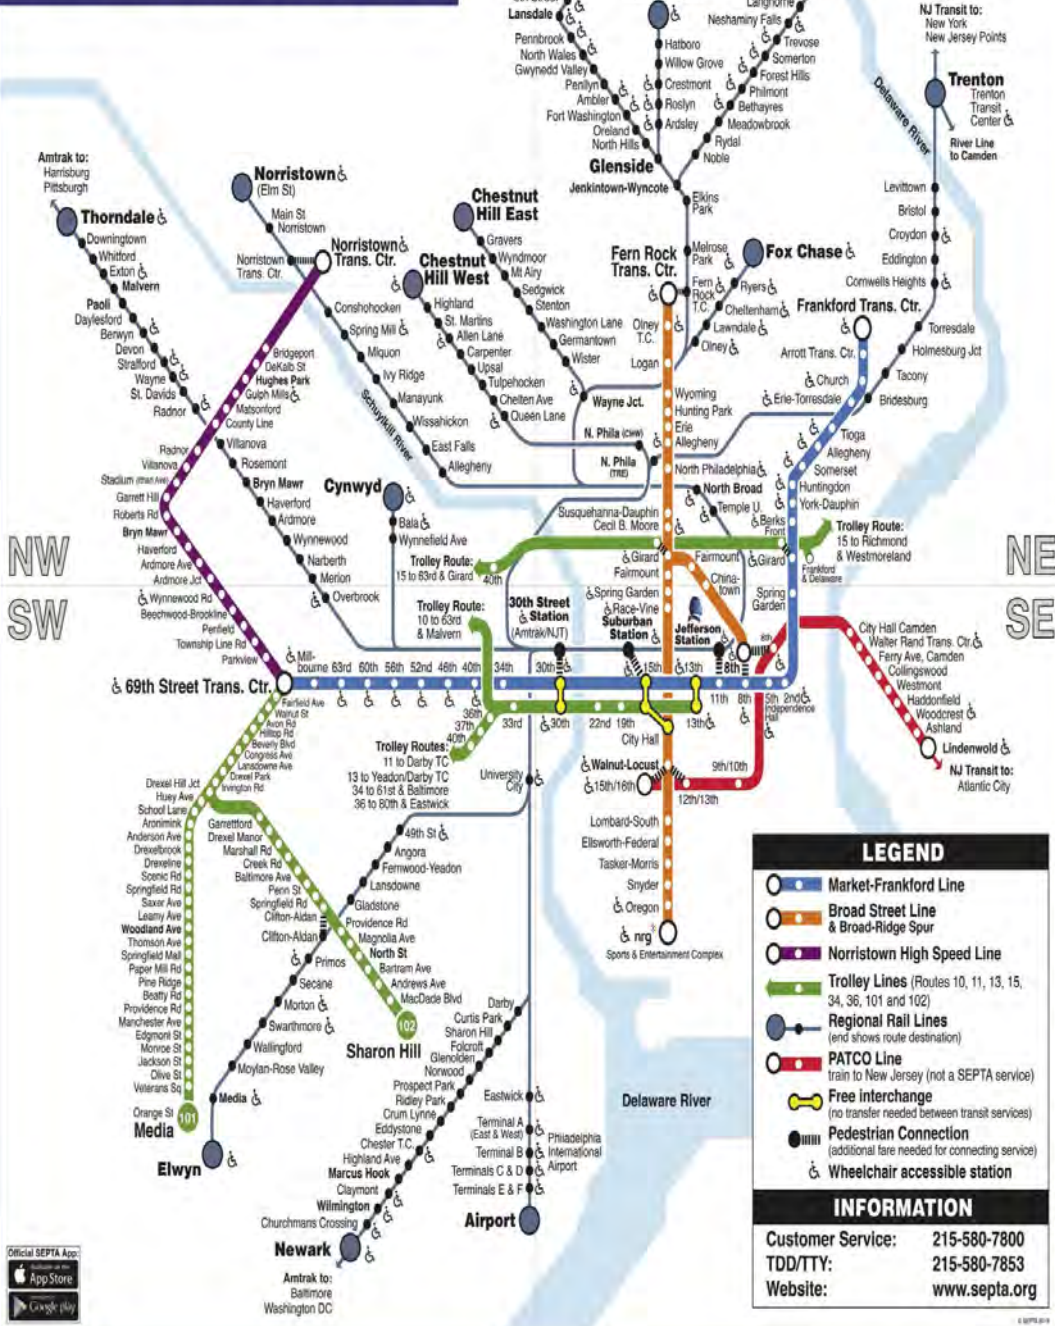 Lansdale
Pennbrook
North Wales
Gwynedd Valley
Penllyn
Ambler
Fort Washington
Oreland
North Hills
Glenside
Jenkintown-Wyncote
Hatboro
Willow Grove
Crestmont
Roslyn
Ardsley
Langhorne
Neshaminy Falls
Trevose
Somerton
Forest Hills
Philmont
Bethayres
Meadowbrook
Rydal
Noble
Elkins
Park
Melrose
Park
Fern
Rock
T.C.
NJ Transit to:
New York
New Jersey Points
Trenton
Trenton
Transit
Center
River Line
to Camden
Delaware River
Levittown
Bristol
Croydon
Eddington
Cornwells Heights
Torresdale
Holmesburg Jct
Tacony
Bridesburg
Amtrak to:
Harrisburg
Pittsburgh
Thorndale
Downingtown
Whitford
Exton
Malvern
Paoli
Daylesford
Berwyn
Devon
Strafford
Wayne
St. Davids
Radnor
Villanova
Rosemont
Bryn Mawr
Haverford
Ardmore
Wynnewood
Narberth
Merion
Overbrook
Norristown
(Elm St)
Main St
Norristown
Norristown
Trans. Ctr.
Norristown
Trans. Ctr.
Conshohocken
Spring Mill
Miquon
Ivy Ridge
Manayunk
Wissahickon
East Falls
Allegheny
Schuylkill River
Chestnut
Hill East
Gravers
Wyndmoor
Mt Airy
Sedgwick
Stenton
Washington Lane
Germantown
Wister
Wayne Jct.
Chestnut
Hill West
Highland
St. Martins
Allen Lane
Carpenter
Upsal
Tulpehocken
Chelten Ave
Queen Lane
N. Phila (CHW)
N. Phila
(TRE)
Fox Chase
Ryers
Cheltenham
Lawndale
Olney
Fern Rock
Trans. Ctr.
Olney
T.C.
Logan
Wyoming
Hunting Park
Erie
Allegheny
North Philadelphia
North Broad
Temple U.
Susquehanna-Dauphin
Cecil B. Moore
Girard
Fairmount
Spring Garden
Race-Vine
Suburban
Station
Fairmount
China-
town
Frankford Trans. Ctr.
Arrott Trans. Ctr.
Church
Erie-Torresdale
Tioga
Allegheny
Somerset
Huntingdon
York-Dauphin
Berks
Front
Girard
Spring
Garden
Trolley Route:
15 to Richmond
& Westmoreland
Frankford
& Delaware
Bridgeport
DeKalb St
Hughes Park
Gulph Mills
Matsonford
County Line
Radnor
Villanova
Stadium (Ithan Ave)
Garrett Hill
Roberts Rd
Bryn Mawr
Haverford
Ardmore Ave
Ardmore Jct
Wynnewood Rd
Beechwood-Brookline
Penfield
Township Line Rd
Parkview
Cynwyd
Bala
Wynnefield Ave
NW
SW
NE
SE
Trolley Route:
15 to 63rd & Girard
40th
Trolley Route:
10 to 63rd
& Malvern
30th Street
Station
(Amtrak/NJT)
Jefferson
Station
8th
69th Street Trans. Ctr.
Mill-
bourne
63rd
60th
56th
52nd
46th
40th
34th
30th
15th
13th
8th
11th
8th
5th
Independence
Hall
2nd
36th
37th
40th
33rd
30th
22nd
19th
13th
City Hall
Trolley Routes:
11 to Darby TC
13 to Yeadon/Darby TC
34 to 61st & Baltimore
36 to 80th & Eastwick
University
City
Walnut-Locust
15th/16th
12th/13th
9th/10th
City Hall Camden
Walter Rand Trans. Ctr.
Ferry Ave, Camden
Collingswood
Westmont
Haddonfield
Woodcrest
Ashland
Lindenwold
NJ Transit to:
Atlantic City
Lombard-South
Ellsworth-Federal
Tasker-Morris
Snyder
Oregon
nrg
Sports & Entertainment Complex
Fairfield Ave
Walnut St
Avon Rd
Hilltop Rd
Beverly Blvd
Congress Ave
Lansdowne Ave
Drexel Park
Irvington Rd
Drexel Hill Jct
Huey Ave
School Lane
Aronimink
Anderson Ave
Drexelbrook
Drexeline
Scenic Rd
Springfield Rd
Saxer Ave
Leamy Ave
Woodland Ave
Thomson Ave
Springfield Mall
Paper Mill Rd
Pine Ridge
Beatty Rd
Providence Rd
Manchester Ave
Edgmont St
Monroe St
Jackson St
Olive St
Veterans Sq
Orange St
Media
101
Garrettford
Drexel Manor
Marshall Rd
Creek Rd
Baltimore Ave
Penn St
Springfield Rd
Clifton-Aldan
Providence Rd
Magnolia Ave
North St
Bartram Ave
Andrews Ave
MacDade Blvd
102
Sharon Hill
49th St
Angora
Fernwood-Yeadon
Lansdowne
Gladstone
Clifton-Aldan
Primos
Secane
Morton
Swarthmore
Wallingford
Moylan-Rose Valley
Media
Elwyn
Darby
Curtis Park
Sharon Hill
Folcroft
Glenolden
Norwood
Prospect Park
Ridley Park
Crum Lynne
Eddystone
Chester T.C.
Highland Ave
Marcus Hook
Claymont
Wilmington
Churchmans Crossing
Newark
Amtrak to:
Baltimore
Washington DC
Eastwick
Terminal A
(East & West)
Terminal B
Terminals C & D
Terminals E & F
Philadelphia
International
Airport
Airport
Delaware River
LEGEND
Market-Frankford Line
Broad Street Line
& Broad-Ridge Spur
Norristown High Speed Line
Trolley Lines (Routes 10, 11, 13, 15,
34, 36, 101 and 102)
Regional Rail Lines
(end shows route destination)
PATCO Line
train to New Jersey (not a SEPTA service)
Free interchange
(no transfer needed between transit services)
Pedestrian Connection
(additional fare needed for connecting service)
Wheelchair accessible station
INFORMATION
Customer Service: 215-580-7800
TDD/TTY: 215-580-7853
Website: www.septa.org
Official SEPTA App:
App Store
Google play